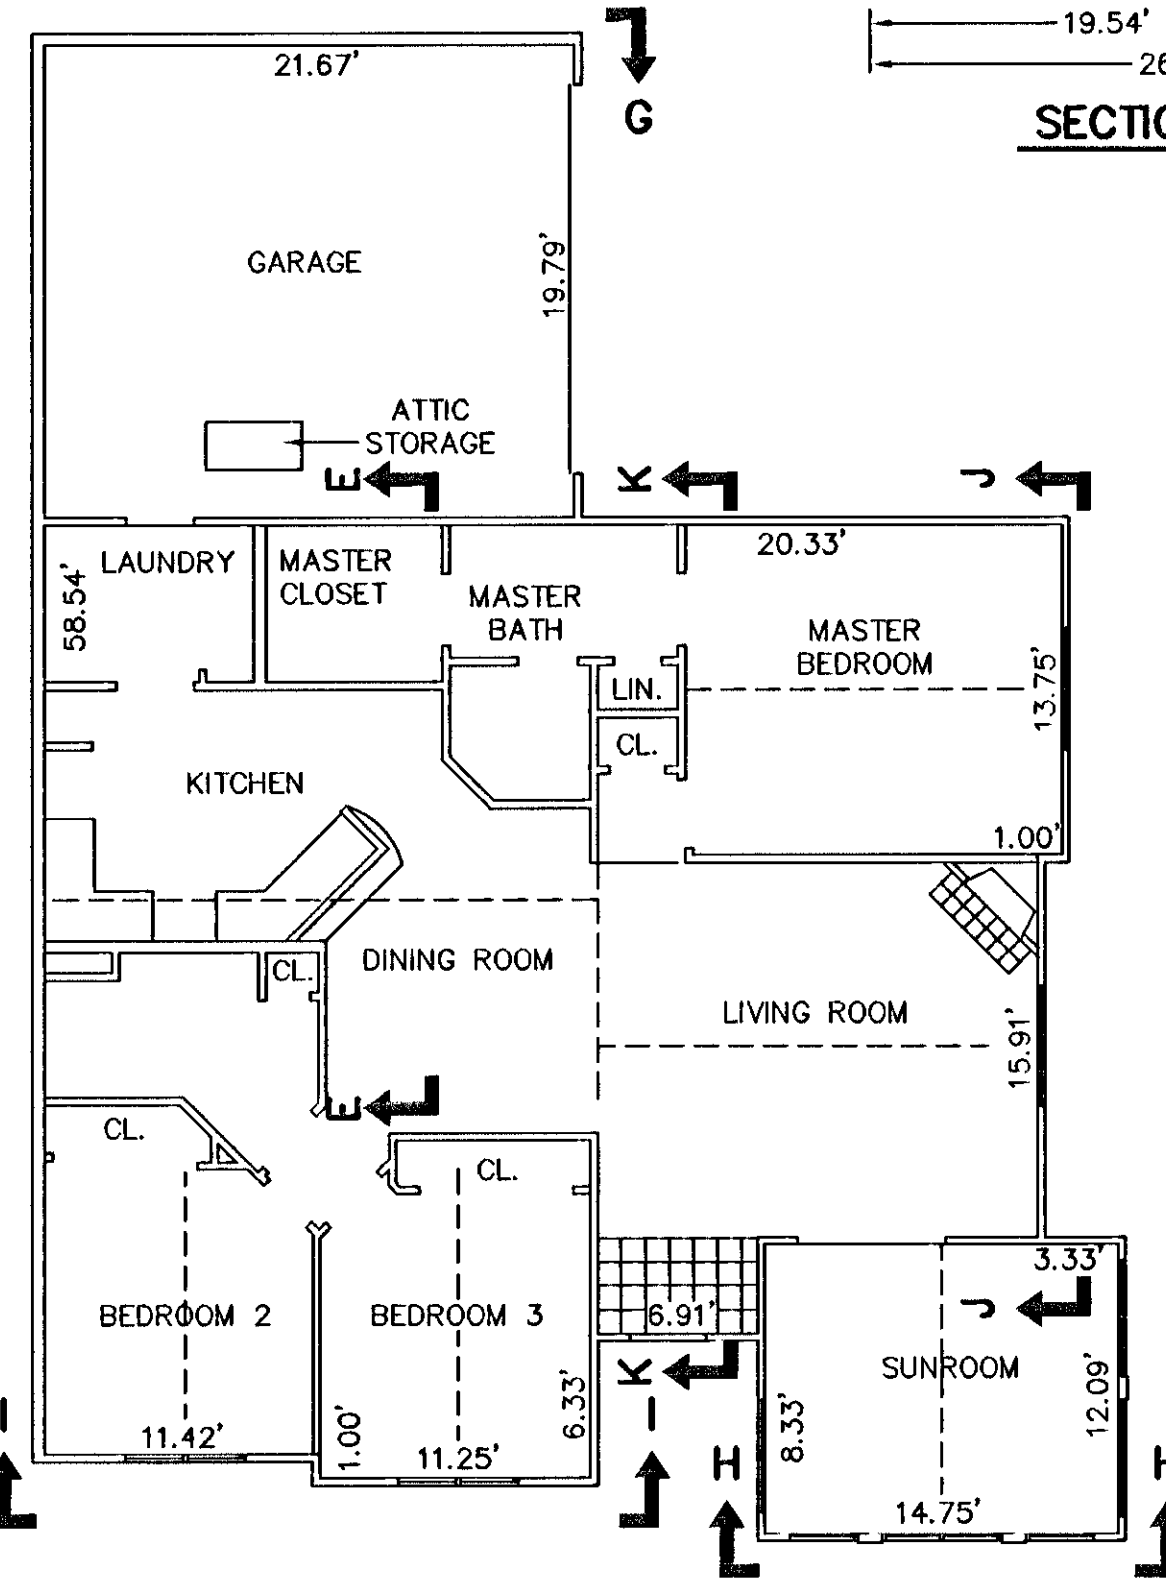 19.54'
26
SECTIO
21.67'
G
GARAGE
19.79'
ATTIC
STORAGE
E
K
J
LAUNDRY
MASTER
CLOSET
MASTER
BATH
20.33'
58.54'
MASTER
BEDROOM
LIN.
13.75'
CL.
KITCHEN
1.00'
DINING ROOM
CL.
LIVING ROOM
15.91'
E
CL.
CL.
3.33'
BEDROOM 2
BEDROOM 3
6.91'
J
K
SUNROOM
6.33'
8.33'
12.09'
I
I
11.42'
1.00'
11.25'
H
H
14.75'